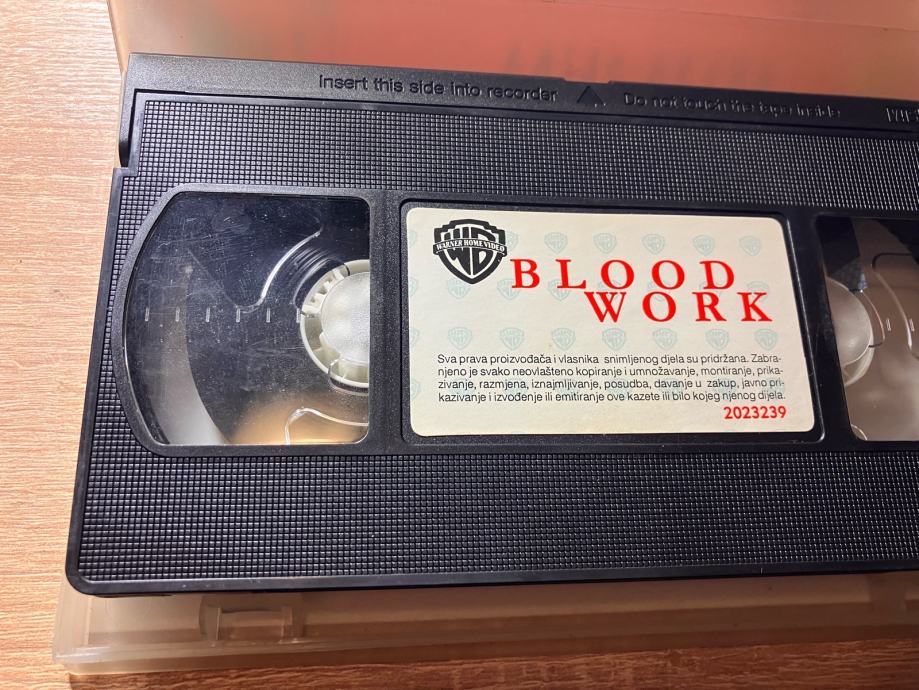 Insert this side into recorder
Do not touch the tape inside
VHS
WARNER HOME VIDEO
BLOOD
WORK
Sva prava proizvođača i vlasnika snimljenog djela su pridržana. Zabra-
njeno je svako neovlašteno kopiranje i umnožavanje, montiranje, prika-
zivanje, razmjena, iznajmljivanje, posudba, davanje u zakup, javno pri-
kazivanje i izvođenje ili emitiranje ove kazete ili bilo kojeg njenog dijela.
2023239